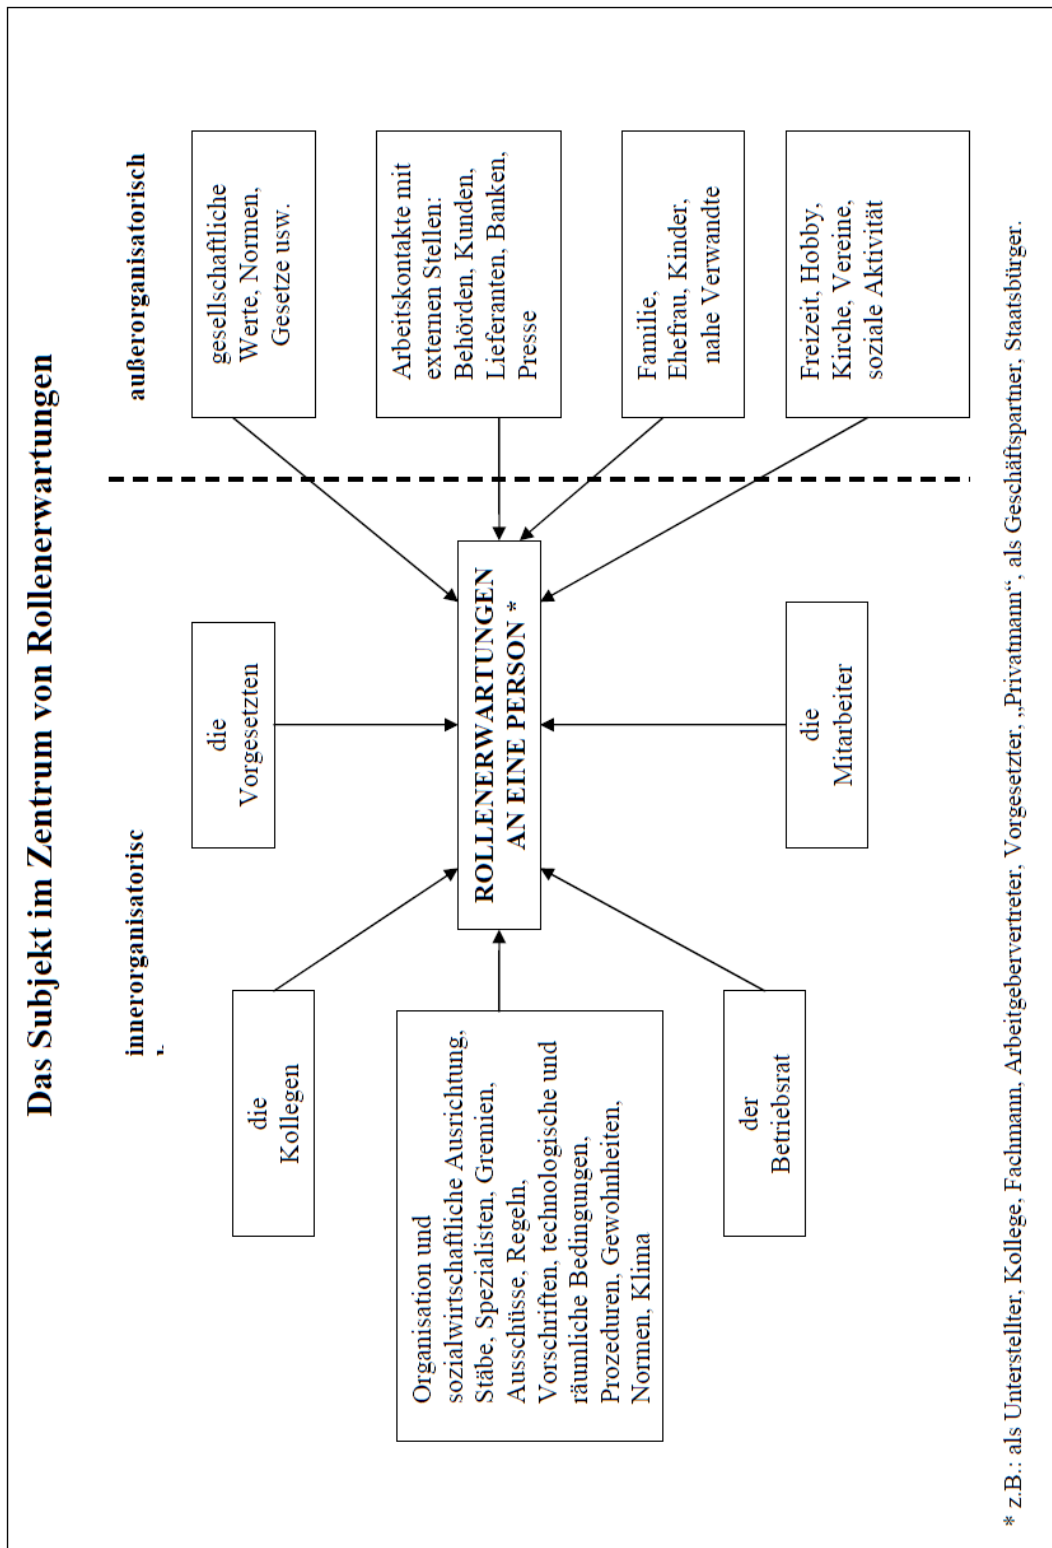 Das Subjekt im Zentrum von Rollenerwartungen
innerorganisatorisc
außerorganisatorisch
die
Kollegen
die
Vorgesetzten
gesellschaftliche
Werte, Normen,
Gesetze usw.
Organisation und
sozialwirtschaftliche Ausrichtung,
Stäbe, Spezialisten, Gremien,
Ausschüsse, Regeln,
Vorschriften, technologische und
räumliche Bedingungen,
Prozeduren, Gewohnheiten,
Normen, Klima
ROLLENERWARTUNGEN
AN EINE PERSON *
Arbeitskontakte mit
externen Stellen:
Behörden, Kunden,
Lieferanten, Banken,
Presse
Familie,
Ehefrau, Kinder,
nahe Verwandte
der
Betriebsrat
die
Mitarbeiter
Freizeit, Hobby,
Kirche, Vereine,
soziale Aktivität
* z.B.: als Unterstellter, Kollege, Fachmann, Arbeitgebervertreter, Vorgesetzter, „Privatmann“, als Geschäftspartner, Staatsbürger.